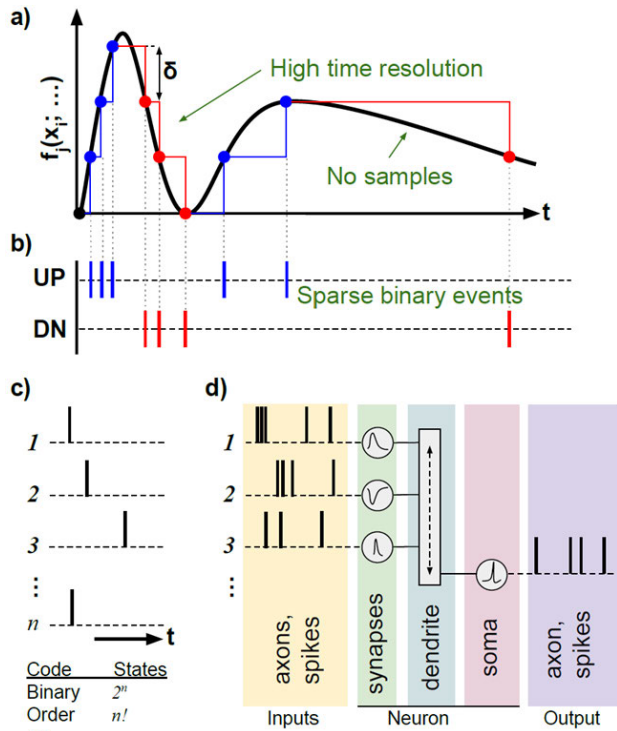 a)
f_j(x_i; ...)
δ
High time resolution
No samples
t
b)
UP
Sparse binary events
DN
c)
1
2
3
⋮
n
t
Code States
Binary 2^n
Order n!
d)
1
2
3
⋮
axons,
spikes
synapses
dendrite
soma
axon,
spikes
Inputs
Neuron
Output